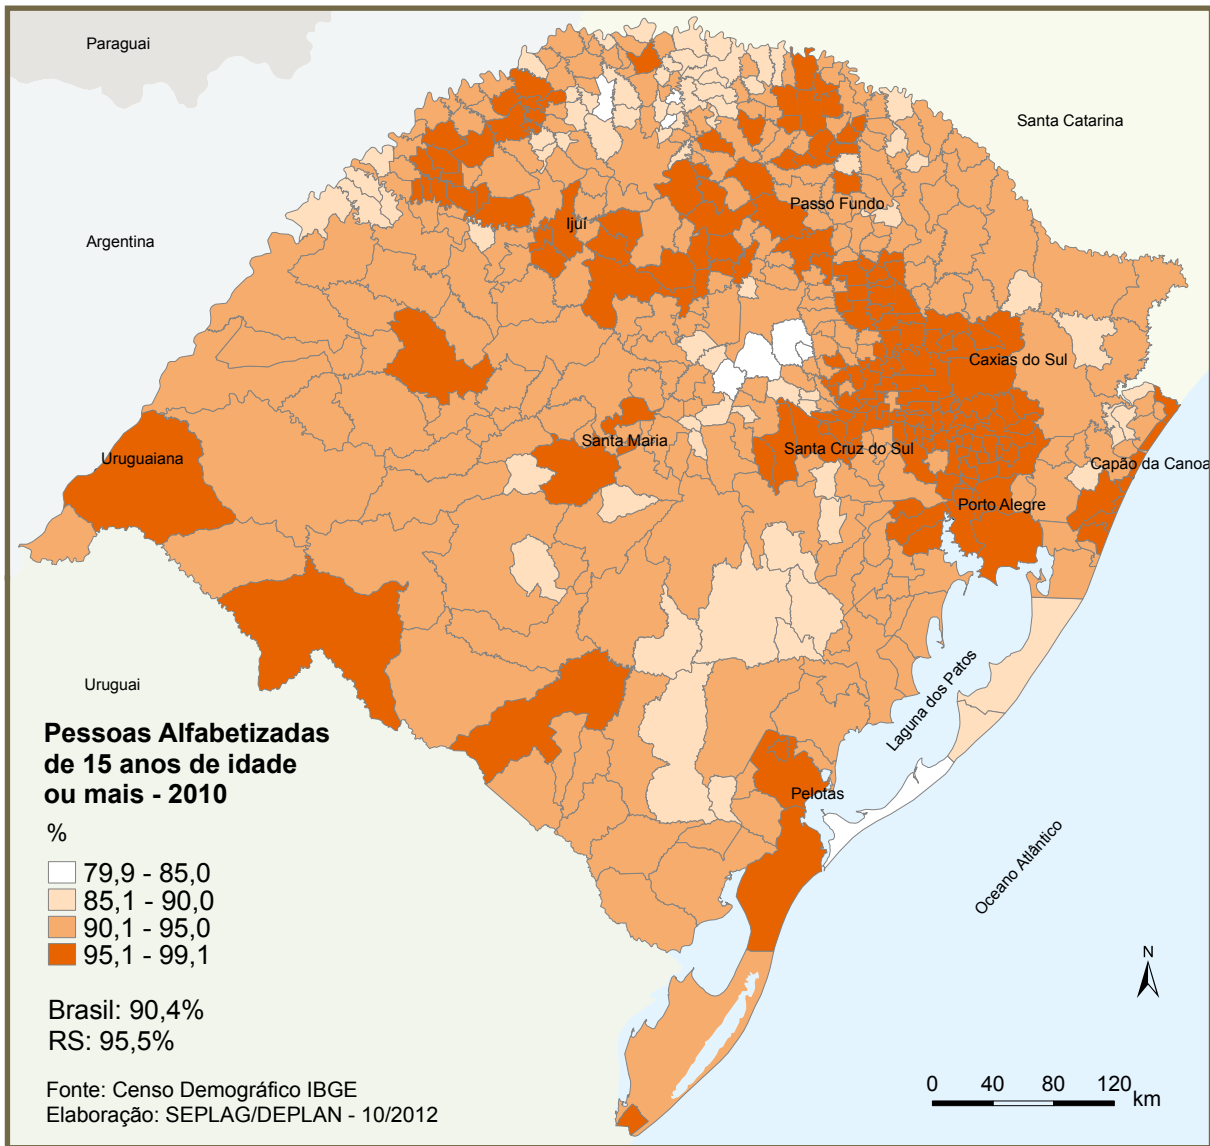 Paraguai
Santa Catarina
Argentina
Passo Fundo
Ijuí
Caxias do Sul
Santa Maria
Santa Cruz do Sul
Uruguaiana
Capão da Canoa
Porto Alegre
Uruguai
Laguna dos Patos
Pelotas
Oceano Atlântico
Pessoas Alfabetizadas
de 15 anos de idade
ou mais - 2010
%
79,9 - 85,0
85,1 - 90,0
90,1 - 95,0
95,1 - 99,1
Brasil: 90,4%
RS: 95,5%
Fonte: Censo Demográfico IBGE
Elaboração: SEPLAG/DEPLAN - 10/2012
N
0 40 80 120
km